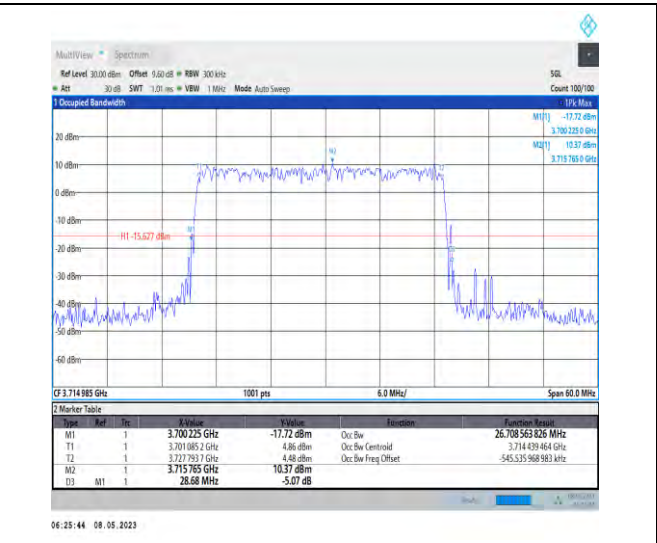 MultiView Spectrum
Ref Level 30.00 dBm Offset 9.60 dB RBW 300 kHz SGL
Att 30 dB SWT 1.01 ms VBW 1 MHz Mode Auto Sweep Count 100/100
1 Occupied Bandwidth 1Pk Max
M1[1] -17.72 dBm
3.700 225 0 GHz
M2[1] 10.37 dBm
3.715 765 0 GHz
20 dBm
M2
10 dBm
0 dBm
-10 dBm
M1
H1 -15.627 dBm
-20 dBm
-30 dBm
-40 dBm
-50 dBm
-60 dBm
CF 3.714 985 GHz 1001 pts 6.0 MHz/ Span 60.0 MHz
2 Marker Table
Type Ref Trc X-Value Y-Value Function Function Result
M1 1 3.700 225 GHz -17.72 dBm Occ Bw 26.708 563 826 MHz
T1 1 3.701 085 2 GHz 4.86 dBm Occ Bw Centroid 3.714 439 464 GHz
T2 1 3.727 793 7 GHz 4.48 dBm Occ Bw Freq Offset -545.535 968 983 kHz
M2 1 3.715 765 GHz 10.37 dBm
D3 M1 1 28.68 MHz -5.07 dB
06:25:44 08.05.2023